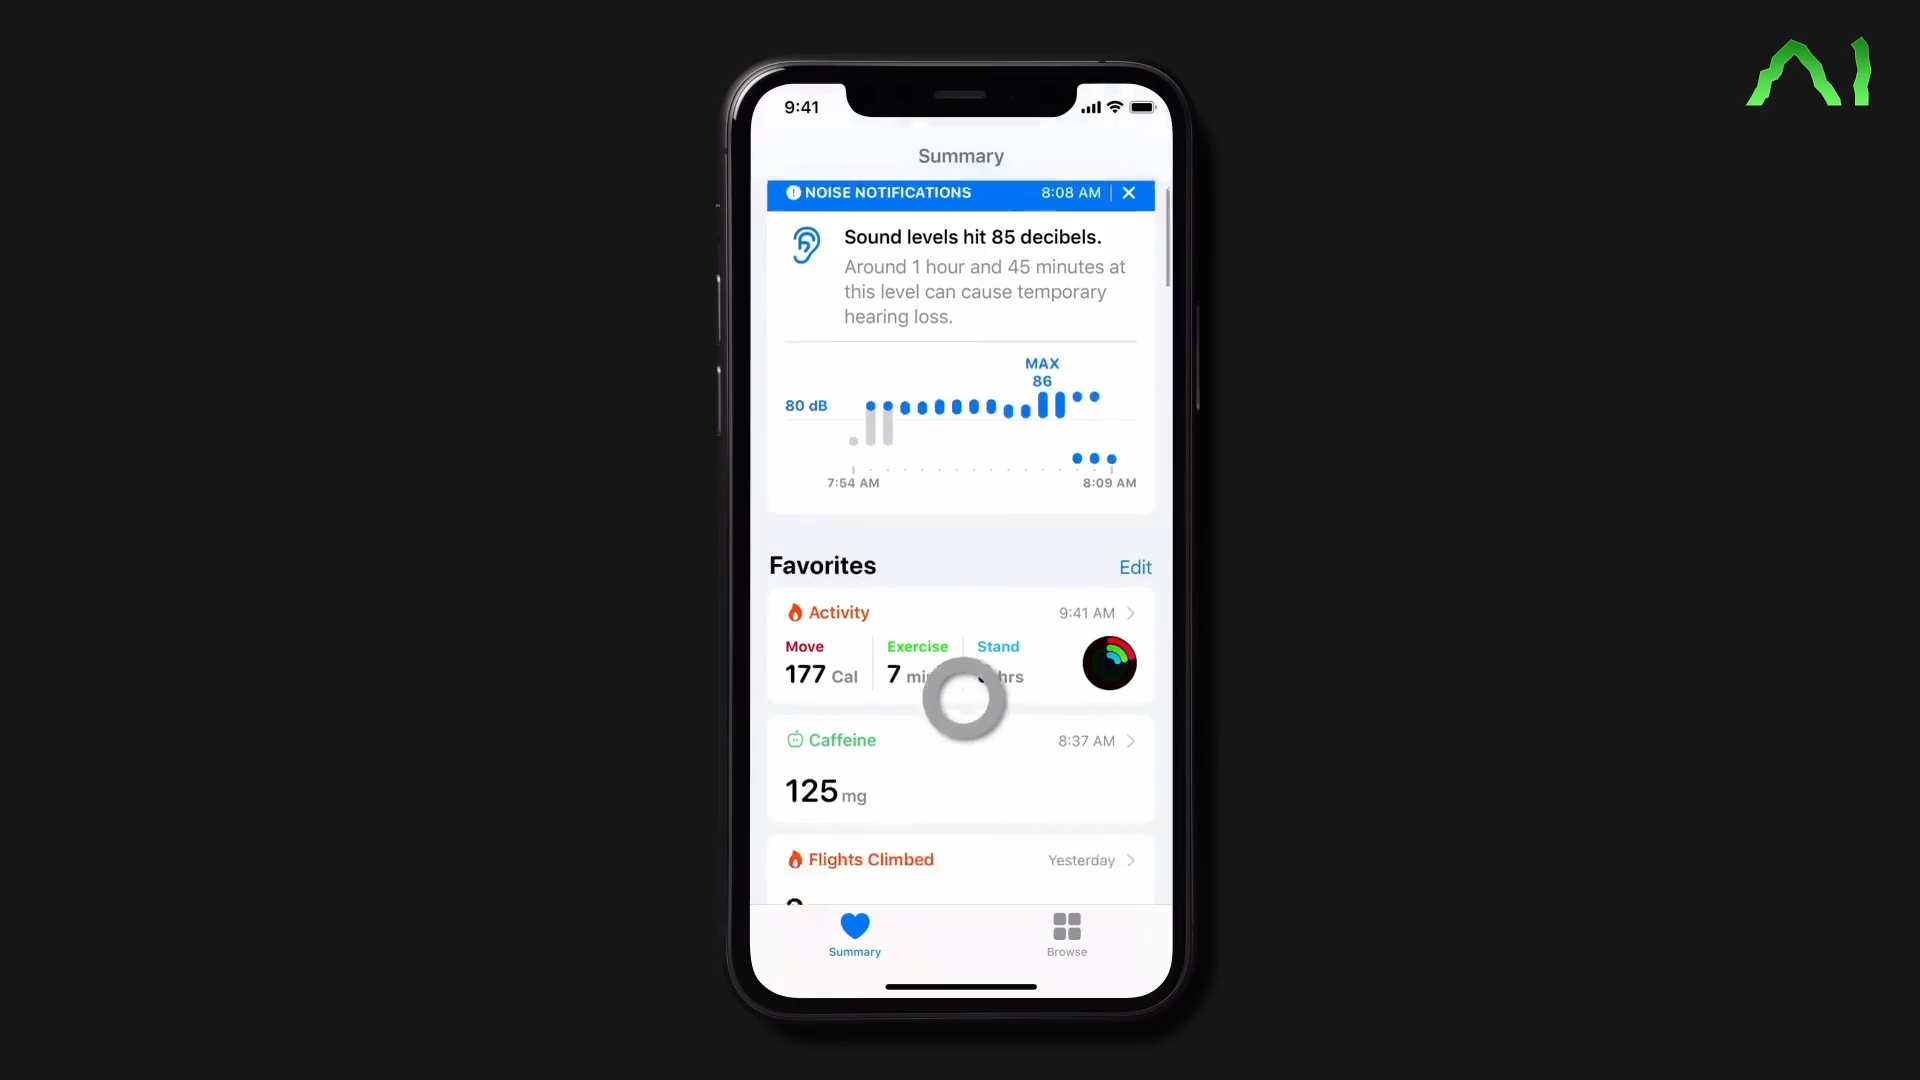 9:41
Summary
NOISE NOTIFICATIONS 8:08 AM
Sound levels hit 85 decibels.
Around 1 hour and 45 minutes at
this level can cause temporary
hearing loss.
MAX
86
80 dB
7:54 AM 8:09 AM
Favorites Edit
Activity 9:41 AM
Move Exercise Stand
177 Cal 7 hrs
Caffeine 8:37 AM
125 mg
Flights Climbed Yesterday
Summary Browse
AI